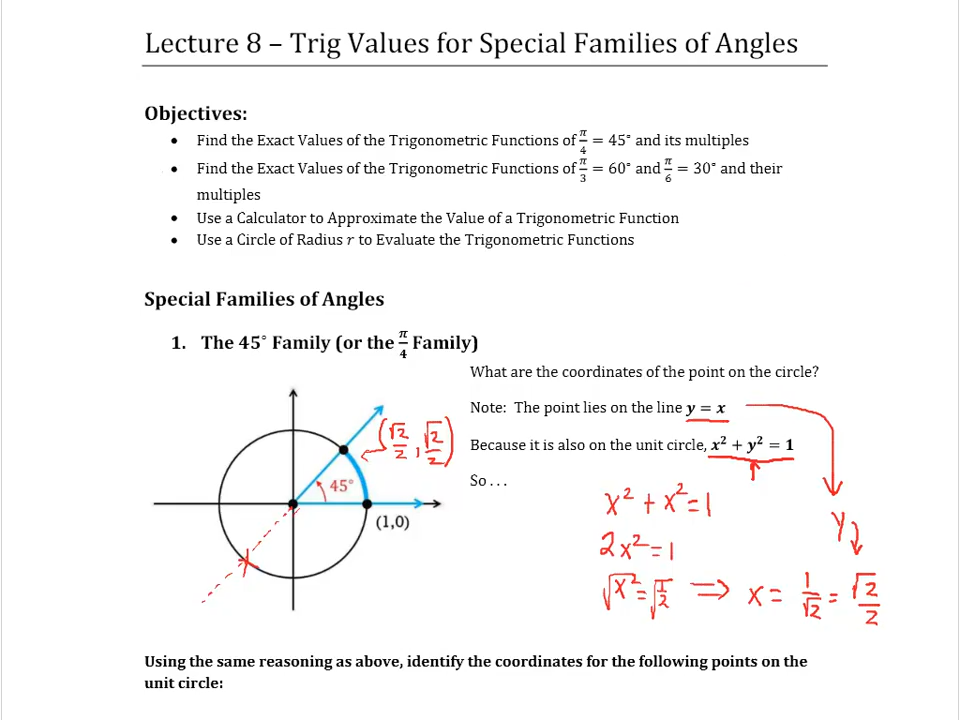 Lecture 8 – Trig Values for Special Families of Angles
Objectives:
• Find the Exact Values of the Trigonometric Functions of π/4 = 45° and its multiples
• Find the Exact Values of the Trigonometric Functions of π/3 = 60° and π/6 = 30° and their
multiples
• Use a Calculator to Approximate the Value of a Trigonometric Function
• Use a Circle of Radius r to Evaluate the Trigonometric Functions
Special Families of Angles
1. The 45° Family (or the π/4 Family)
What are the coordinates of the point on the circle?
Note: The point lies on the line y = x
Because it is also on the unit circle, x² + y² = 1
So . . .
(√2/2, √2/2)
45°
(1,0)
x² + x² = 1
y
2x² = 1
√x² = √1/2 ⇒ x = 1/√2 = √2/2
Using the same reasoning as above, identify the coordinates for the following points on the
unit circle: